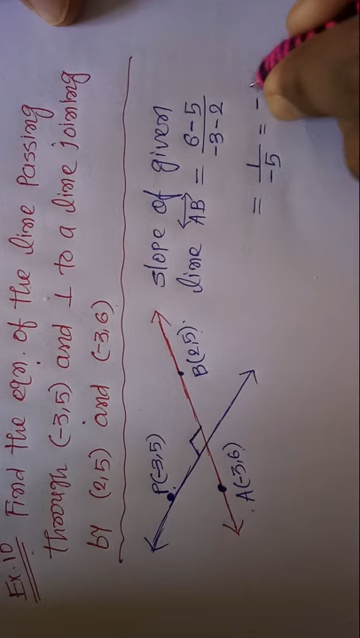 Ex.10 Find the eqn. of the line passing
through (-3,5) and ⊥ to a line joining
by (2,5) and (-3,6)
P(-3,5)
B(2,5).
A(-3,6)
Slope of given
line AB = 6-5/-3-2
= 1/-5 = -